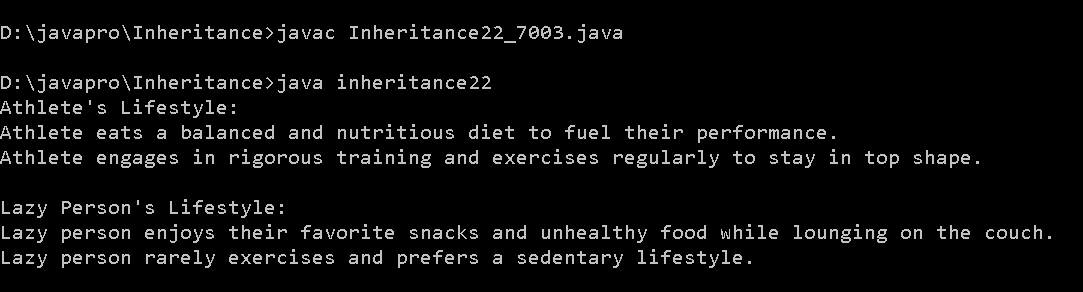 D:\javapro\Inheritance>javac Inheritance22_7003.java
D:\javapro\Inheritance>java inheritance22
Athlete's Lifestyle:
Athlete eats a balanced and nutritious diet to fuel their performance.
Athlete engages in rigorous training and exercises regularly to stay in top shape.
Lazy Person's Lifestyle:
Lazy person enjoys their favorite snacks and unhealthy food while lounging on the couch.
Lazy person rarely exercises and prefers a sedentary lifestyle.